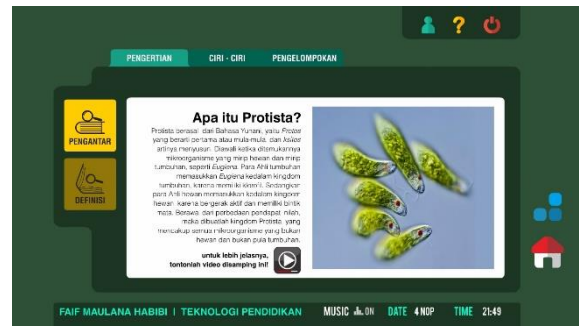 PENGERTIAN
CIRI - CIRI
PENGELOMPOKAN
PENGANTAR
DEFINISI
Apa itu Protista?
Protista berasal dari Bahasa Yunani, yaitu Protos
yang berarti pertama atau mula-mula, dan ksitos
artinya menyusun. Diawali ketika ditemukannya
mikroorganisme yang mirip hewan dan mirip
tumbuhan, seperti Euglena. Para Ahli tumbuhan
memasukkan Euglena kedalam kingdom
tumbuhan, karena memiliki klorofil. Sedangkan
para Ahli hewan memasukkan kedalam kingdom
hewan karena bergerak aktif dan memiliki bintik
mata. Berawal dari perbedaan pendapat inilah,
maka dibuatlah kingdom Protista, yang
mencakup semua mikroorganisme yang bukan
hewan dan bukan pula tumbuhan.
untuk lebih jelasnya,
tontonlah video disamping ini!
FAIF MAULANA HABIBI | TEKNOLOGI PENDIDIKAN
MUSIC ON
DATE 4 NOP
TIME 21:49